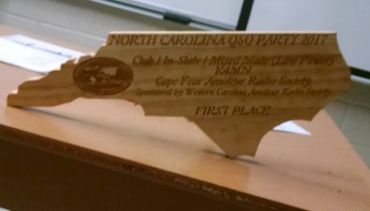 NORTH CAROLINA QSO PARTY 2017
Club / In-State / Mixed Mode (Low Power)
K4MN
Cape Fear Amateur Radio Society
Sponsored by Western Carolina Amateur Radio Society
FIRST PLACE